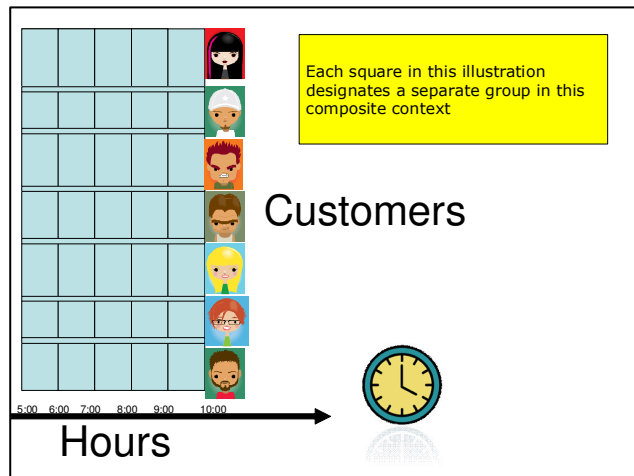 Each square in this illustration
designates a separate group in this
composite context
Customers
5:00 6:00 7:00 8:00 9:00 10:00
Hours